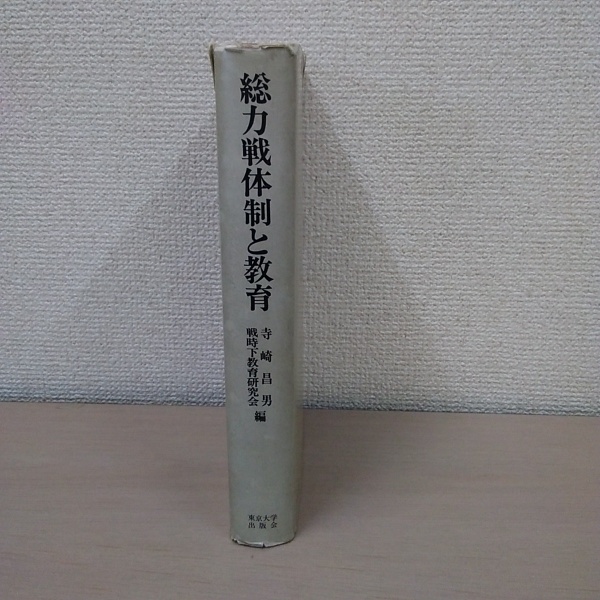 総力戦体制と教育
寺崎昌男
戦時下教育研究会
編
東京大学
出版会